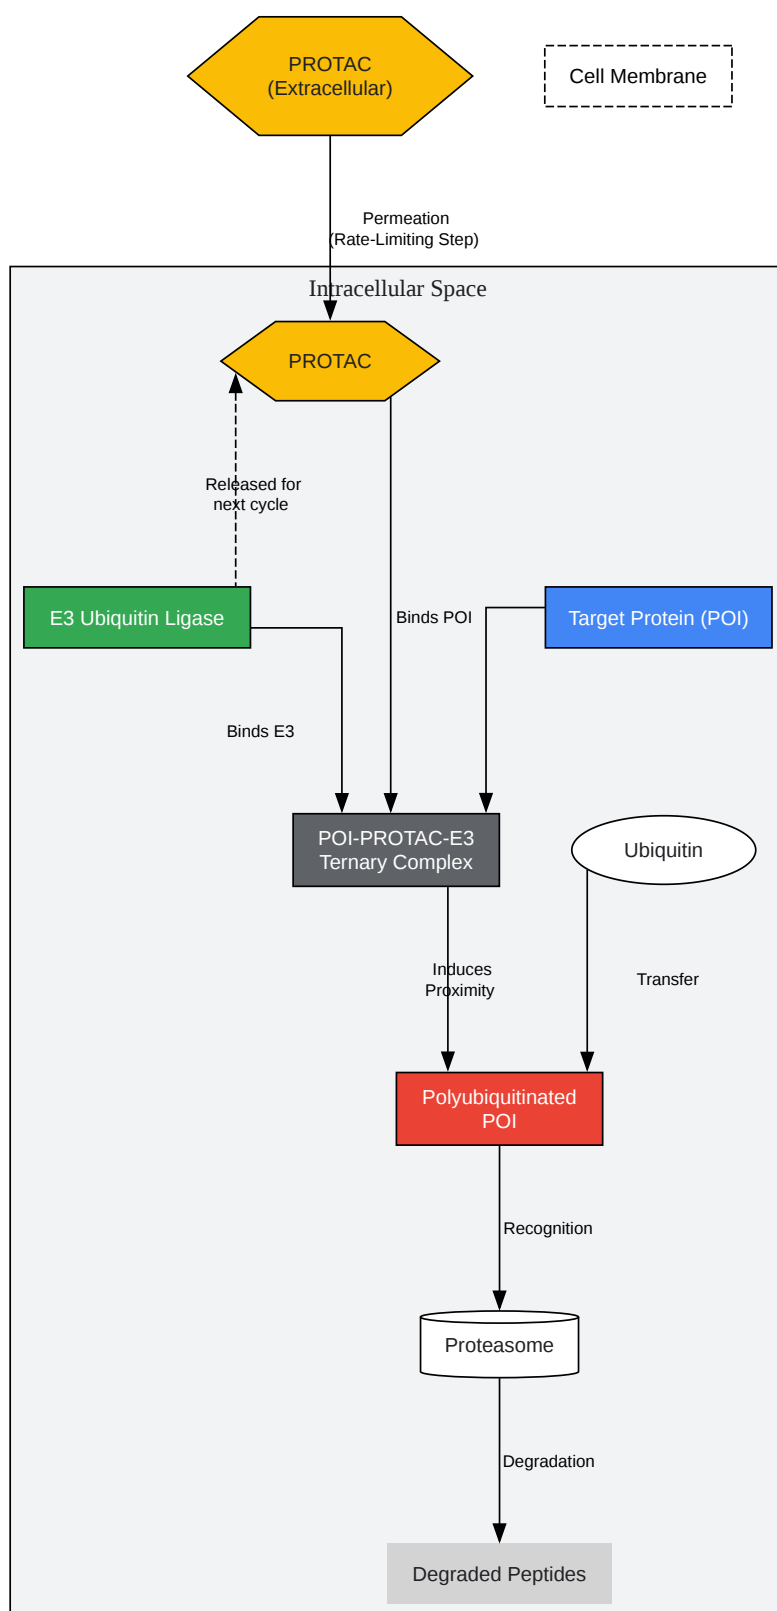 PROTAC
(Extracellular)
Cell Membrane
Permeation
(Rate-Limiting Step)
Intracellular Space
PROTAC
Released for
next cycle
E3 Ubiquitin Ligase
Binds POI
Target Protein (POI)
Binds E3
POI-PROTAC-E3
Ternary Complex
Ubiquitin
Induces
Proximity
Transfer
Polyubiquitinated
POI
Recognition
Proteasome
Degradation
Degraded Peptides